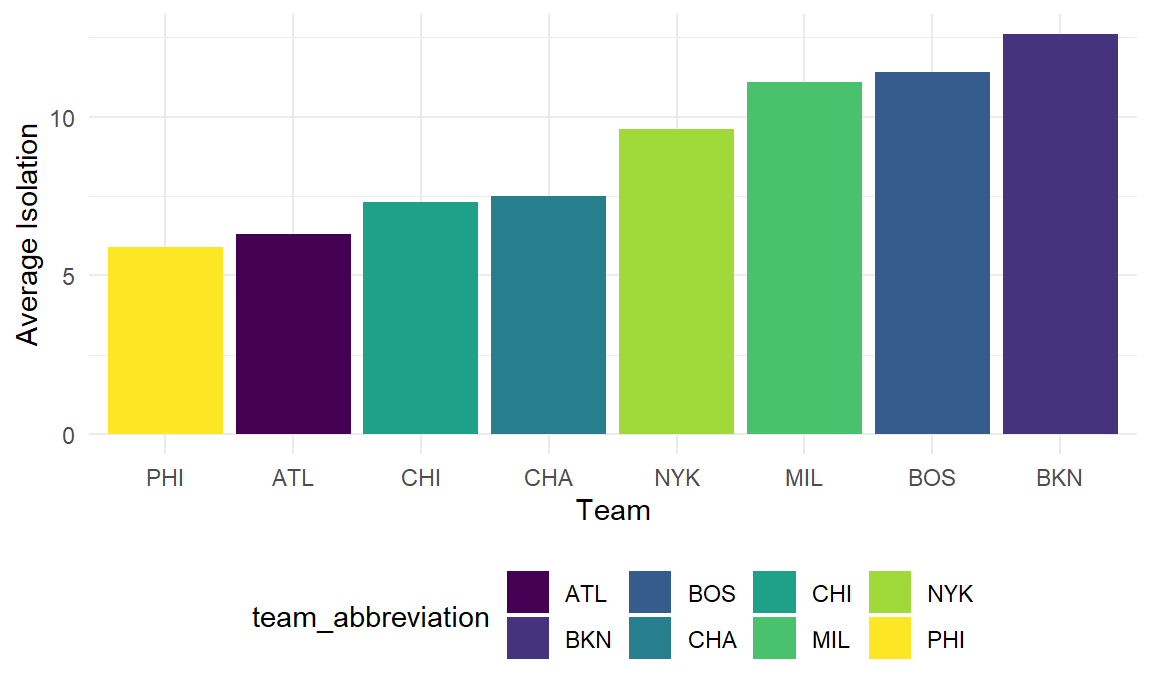 Average Isolation
10
5
0
PHI ATL CHI CHA NYK MIL BOS BKN
Team
team_abbreviation
ATL BOS CHI NYK
BKN CHA MIL PHI